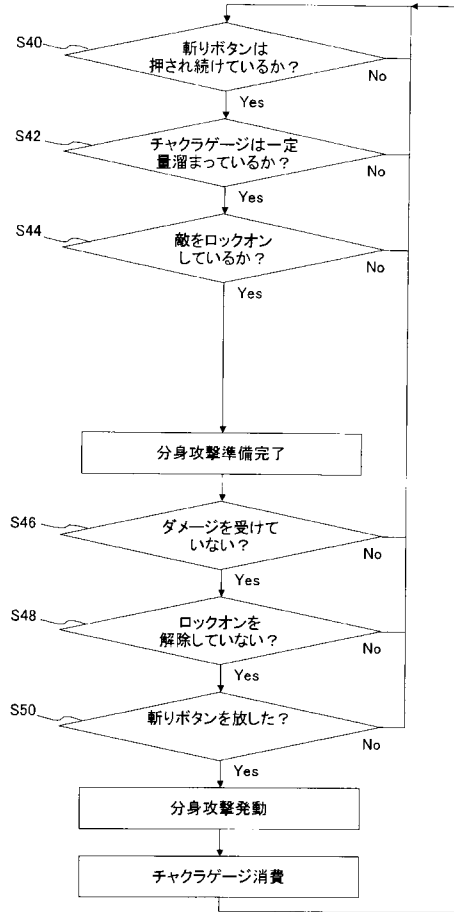 S40
斬りボタンは
押され続けているか？
No
Yes
S42
チャクラゲージは一定
量溜まっているか？
No
Yes
S44
敵をロックオン
しているか？
No
Yes
分身攻撃準備完了
S46
ダメージを受けて
いない？
No
Yes
S48
ロックオンを
解除していない？
No
Yes
S50
斬りボタンを放した？
No
Yes
分身攻撃発動
チャクラゲージ消費